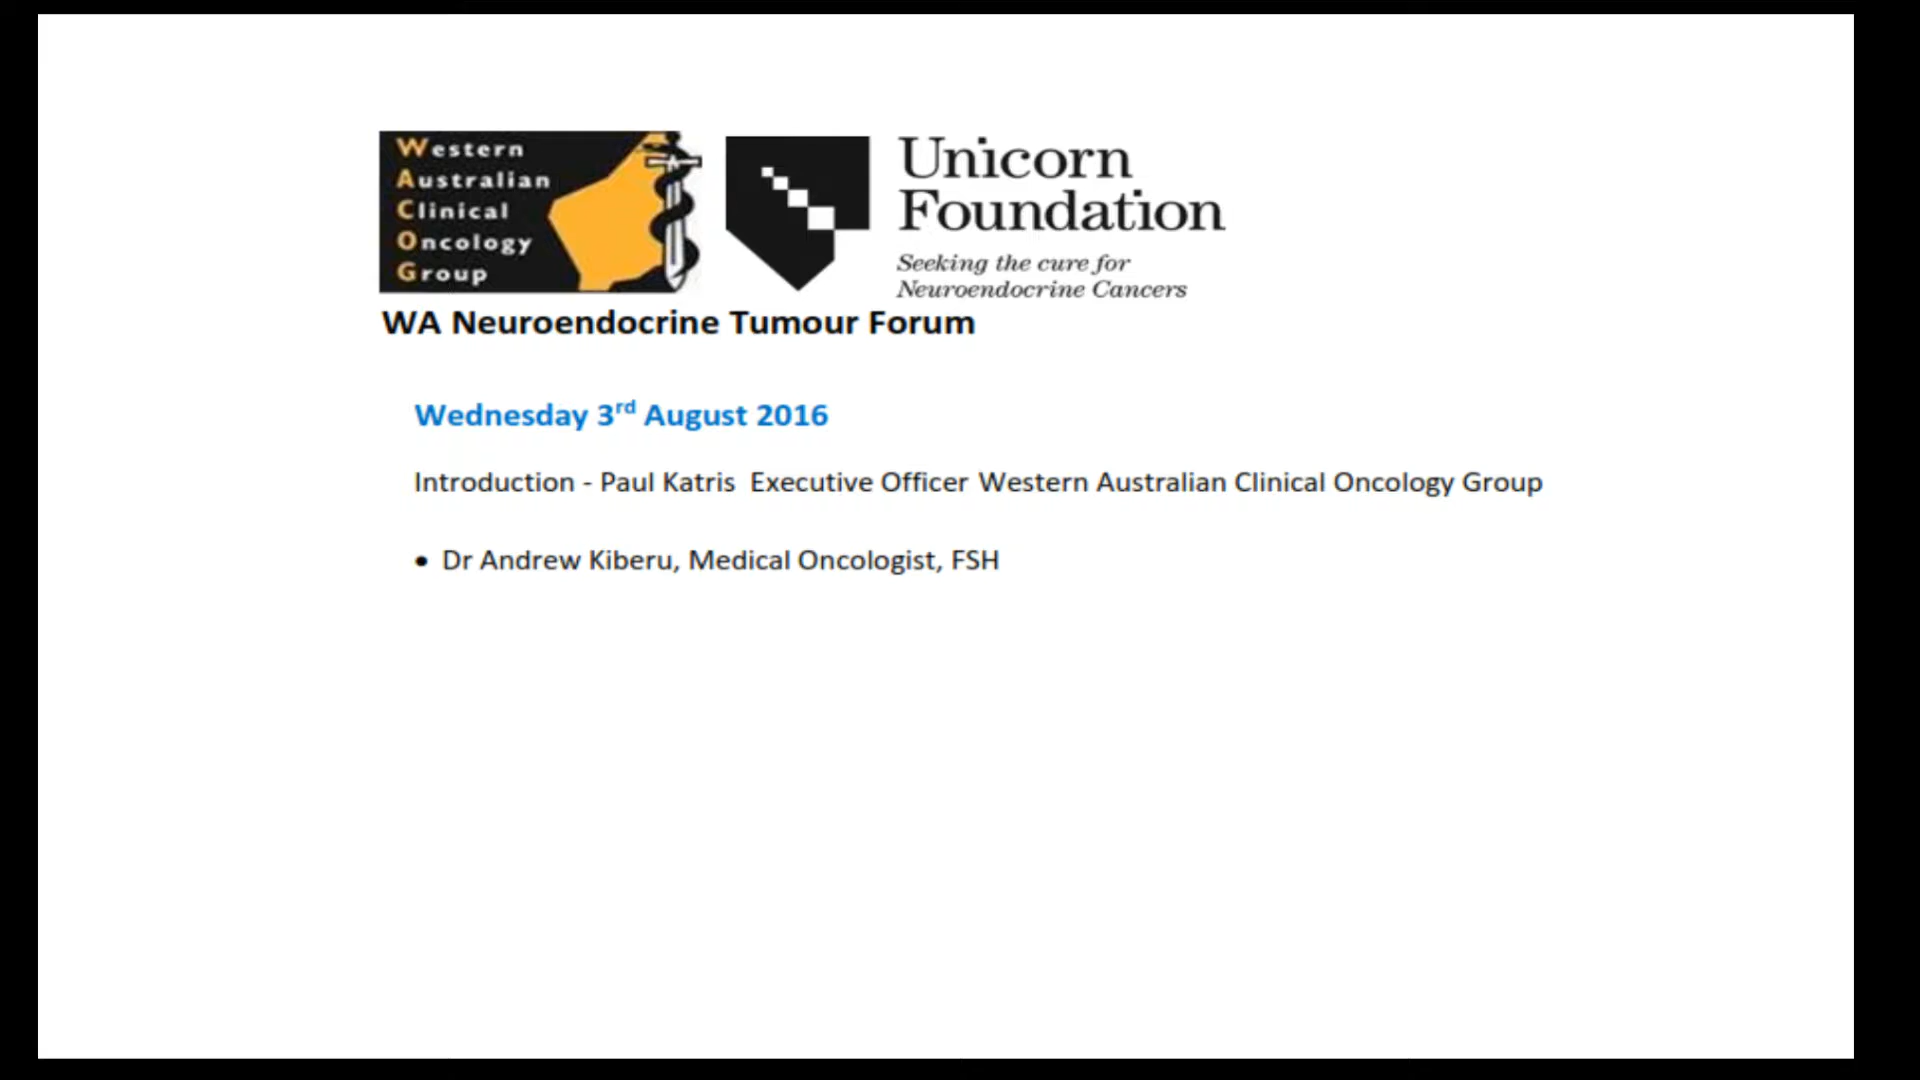 Western
Australian
Clinical
Oncology
Group
Unicorn
Foundation
Seeking the cure for
Neuroendocrine Cancers
WA Neuroendocrine Tumour Forum
Wednesday 3rd August 2016
Introduction - Paul Katris Executive Officer Western Australian Clinical Oncology Group
• Dr Andrew Kiberu, Medical Oncologist, FSH